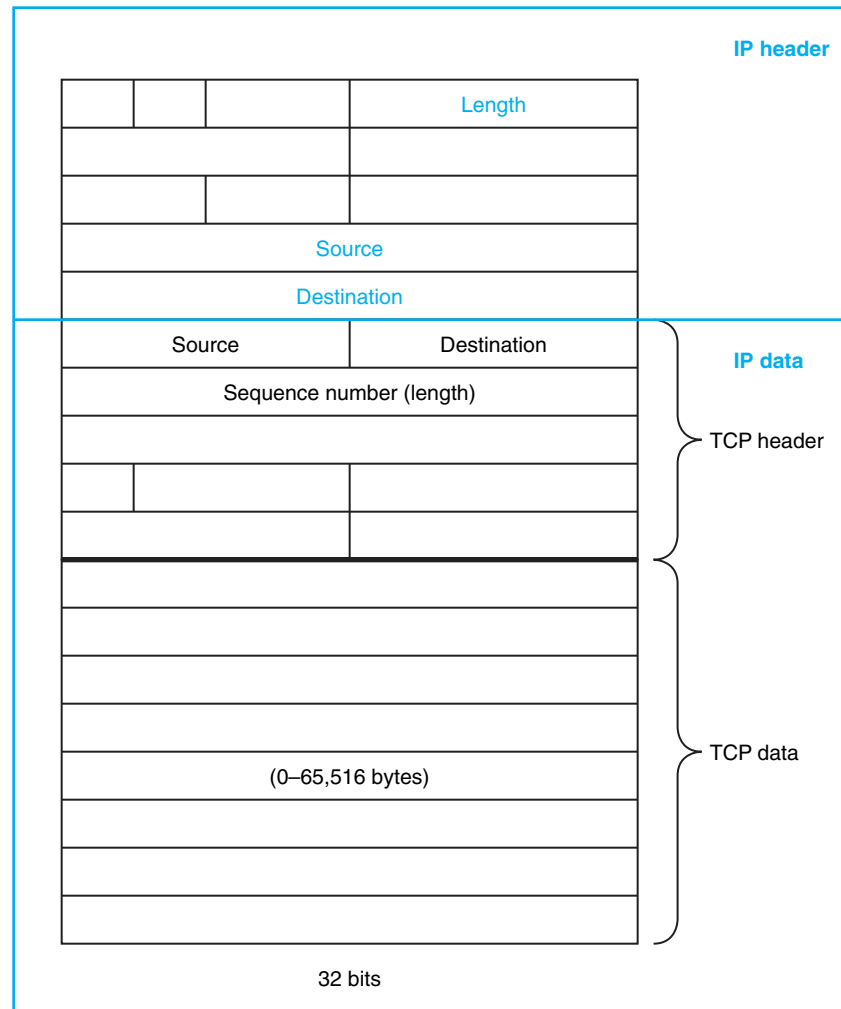 IP header
Length
Source
Destination
Source Destination
IP data
Sequence number (length)
TCP header
TCP data
(0–65,516 bytes)
32 bits